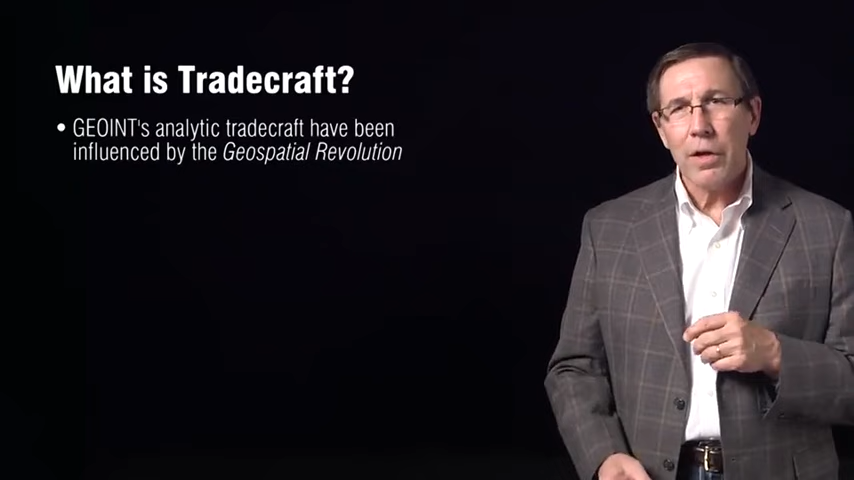 What is Tradecraft?
• GEOINT's analytic tradecraft have been
influenced by the Geospatial Revolution